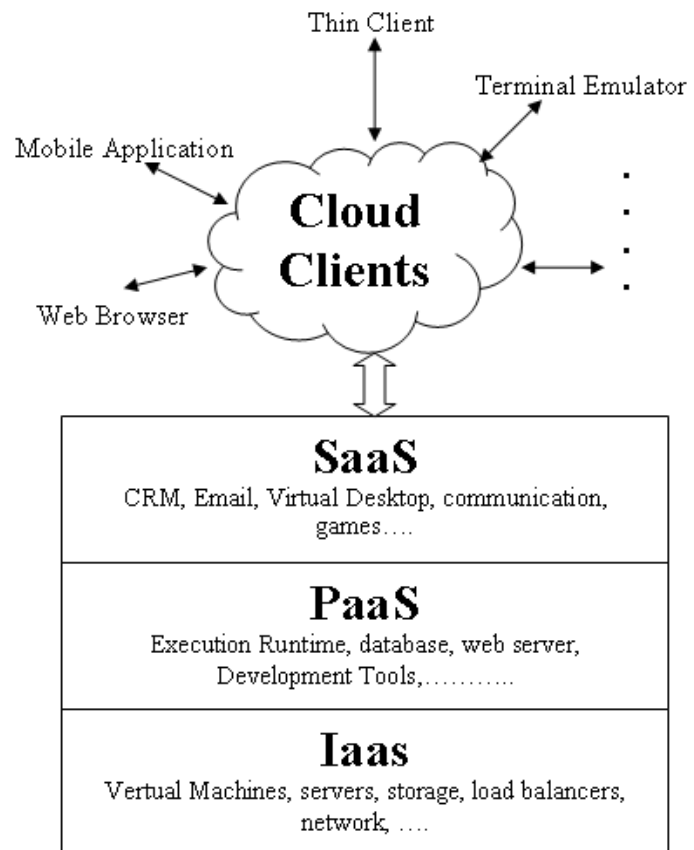 Thin Client
Terminal Emulator
Mobile Application
Cloud
Clients
Web Browser
SaaS
CRM, Email, Virtual Desktop, communication,
games….
PaaS
Execution Runtime, database, web server,
Development Tools,………..
Iaas
Vertual Machines, servers, storage, load balancers,
network, ….